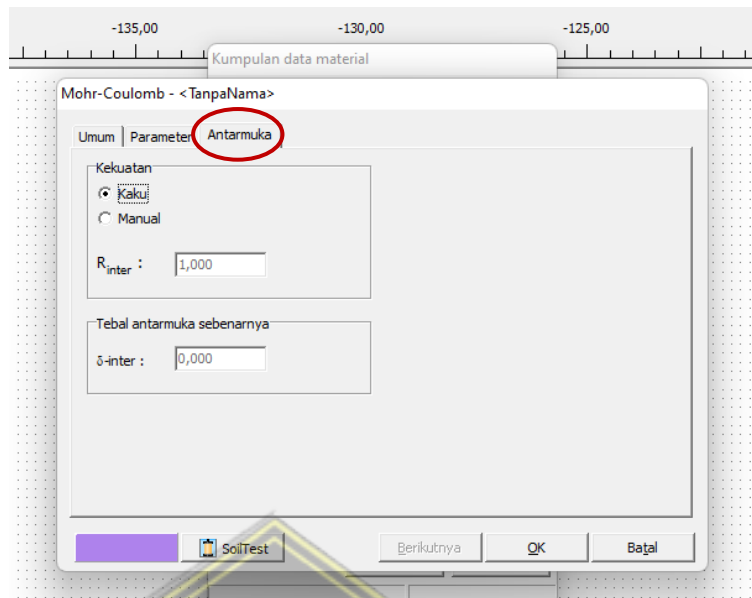 -135,00 -130,00 -125,00
Kumpulan data material
Mohr-Coulomb - <TanpaNama>
Umum Parameter Antarmuka
Kekuatan
Kaku
Manual
Rinter : 1,000
Tebal antarmuka sebenarnya
δ-inter : 0,000
SoilTest Berikutnya OK Batal